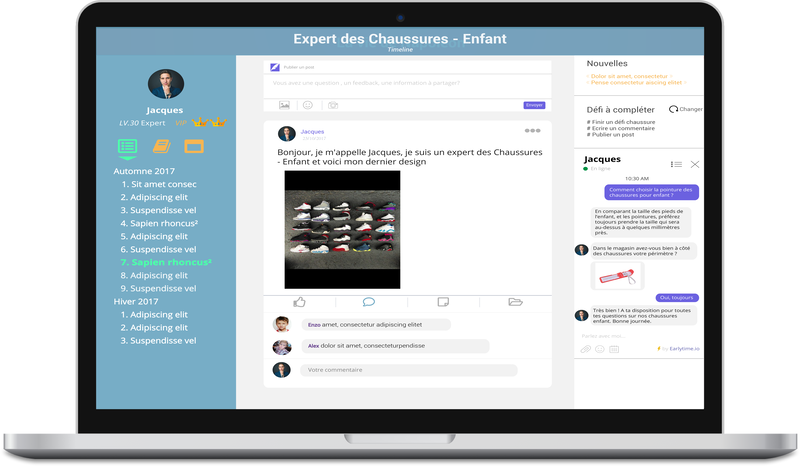 Expert des Chaussures - Enfant
Timeline
Jacques
LV.30 Expert VIP
Automne 2017
1. Sit amet consec
2. Adipiscing elit
3. Suspendisse vel
4. Sapien rhoncus²
5. Adipiscing elit
6. Suspendisse vel
7. Sapien rhoncus²
8. Adipiscing elit
9. Suspendisse vel
Hiver 2017
1. Adipiscing elit
2. Adipiscing elit
3. Suspendisse vel
Publier un post
Vous avez une question , un feedback, une information à partager?
Envoyer
Jacques
Bonjour, je m'appelle Jacques, je suis un expert des Chaussures
- Enfant et voici mon dernier design
Enzo amet, consectetur adipiscing elitet
Alex dolor sit amet, consecteturpendisse
Votre commentaire
Nouvelles
- Dolor sit amet, consectetur -
- Pense consectetur wiscing elitet -
Défi à compléter
Changer
# Finir un défi chaussure
# Ecrire un commentaire
# Publier un post
Jacques
En ligne
10:30 AM
Comment choisir la pointure des
chaussures pour enfant ?
En comparant la taille des pieds de
l'enfant, et les pointures, préférez
toujours prendre la taille qui sera
au-dessus à quelques millimètres
près.
Dans le magasin avez-vous bien à côté
des chaussures votre périmètre ?
Oui, toujours
Très bien ! A ta disposition pour toutes
tes questions sur nos chaussures
enfant. Bonne journée.
Parler avec moi...
by Earlytime.io